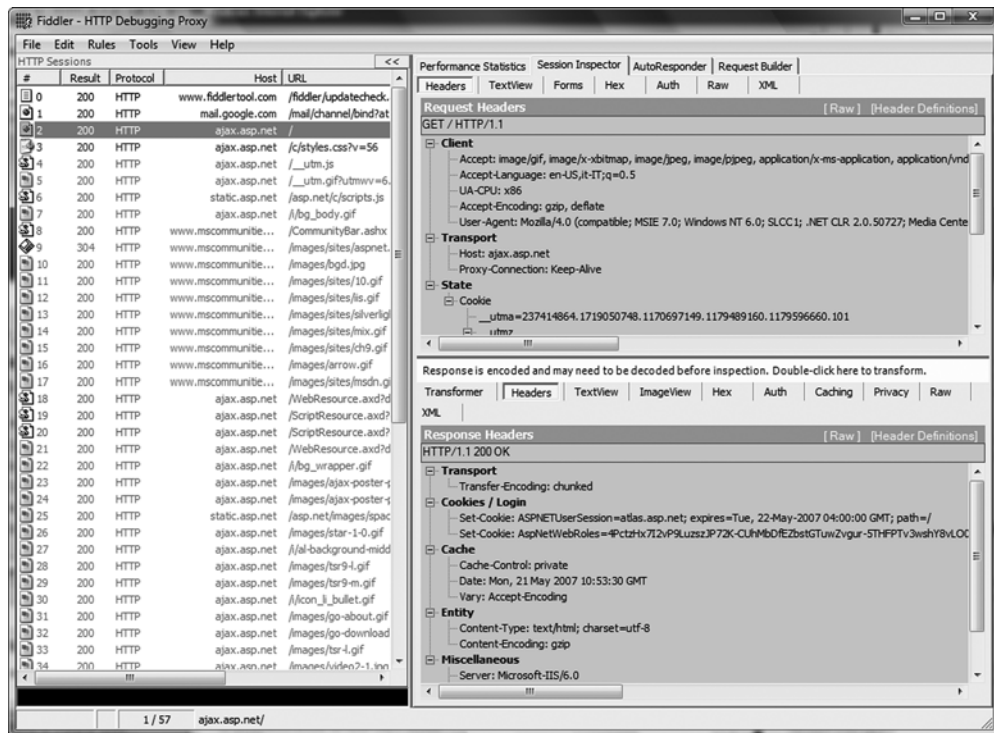 Fiddler - HTTP Debugging Proxy
File Edit Rules Tools View Help
HTTP Sessions <<
# Result Protocol Host URL
0 200 HTTP www.fiddlertool.com /fiddler/updatecheck.
1 200 HTTP mail.google.com /mail/channel/bind?at
2 200 HTTP ajax.asp.net /
3 200 HTTP ajax.asp.net /c/styles.css?v=56
4 200 HTTP ajax.asp.net /__utm.js
5 200 HTTP ajax.asp.net /__utm.gif?utmwv=6.
6 200 HTTP static.asp.net /asp.net/c/scripts.js
7 200 HTTP ajax.asp.net /i/bg_body.gif
8 200 HTTP www.mscommunitie... /CommunityBar.ashx
9 304 HTTP www.mscommunitie... /images/sites/aspnet.
10 200 HTTP www.mscommunitie... /images/bgd.jpg
11 200 HTTP www.mscommunitie... /images/sites/10.gif
12 200 HTTP www.mscommunitie... /images/sites/iis.gif
13 200 HTTP www.mscommunitie... /images/sites/silverligl
14 200 HTTP www.mscommunitie... /images/sites/mix.gif
15 200 HTTP www.mscommunitie... /images/sites/ch9.gif
16 200 HTTP www.mscommunitie... /images/arrow.gif
17 200 HTTP www.mscommunitie... /images/sites/msdn.gi
18 200 HTTP ajax.asp.net /WebResource.axd?d
19 200 HTTP ajax.asp.net /ScriptResource.axd?
20 200 HTTP ajax.asp.net /ScriptResource.axd?
21 200 HTTP ajax.asp.net /WebResource.axd?d
22 200 HTTP ajax.asp.net /i/bg_wrapper.gif
23 200 HTTP ajax.asp.net /images/ajax-poster-p
24 200 HTTP ajax.asp.net /images/ajax-poster-s
25 200 HTTP static.asp.net /asp.net/images/spac
26 200 HTTP ajax.asp.net /images/star-1-0.gif
27 200 HTTP ajax.asp.net /i/al-background-midd
28 200 HTTP ajax.asp.net /images/tsr9-l.gif
29 200 HTTP ajax.asp.net /images/tsr9-m.gif
30 200 HTTP ajax.asp.net /i/icon_li_bullet.gif
31 200 HTTP ajax.asp.net /images/go-about.gif
32 200 HTTP ajax.asp.net /images/go-download
33 200 HTTP ajax.asp.net /images/tsr-l.gif
34 200 HTTP ajax.asp.net /images/video2-1.jpg
1 / 57 ajax.asp.net/
Performance Statistics Session Inspector AutoResponder Request Builder
Headers TextView Forms Hex Auth Raw XML
Request Headers [Raw] [Header Definitions]
GET / HTTP/1.1
Client
Accept: image/gif, image/x-xbitmap, image/jpeg, image/pjpeg, application/x-ms-application, application/vnd
Accept-Language: en-US,it-IT;q=0.5
UA-CPU: x86
Accept-Encoding: gzip, deflate
User-Agent: Mozilla/4.0 (compatible; MSIE 7.0; Windows NT 6.0; SLCC1; .NET CLR 2.0.50727; Media Cente
Transport
Host: ajax.asp.net
Proxy-Connection: Keep-Alive
State
Cookie
__utma=237414864.1719050748.1170697149.1179489160.1179596660.101
__utmz
Response is encoded and may need to be decoded before inspection. Double-click here to transform.
Transformer Headers TextView ImageView Hex Auth Caching Privacy Raw
XML
Response Headers [Raw] [Header Definitions]
HTTP/1.1 200 OK
Transport
Transfer-Encoding: chunked
Cookies / Login
Set-Cookie: ASPNETUserSession=atlas.asp.net; expires=Tue, 22-May-2007 04:00:00 GMT; path=/
Set-Cookie:
Cache
Cache-Control: private
Date: Mon, 21 May 2007 10:53:30 GMT
Vary: Accept-Encoding
Entity
Content-Type: text/html; charset=utf-8
Content-Encoding: gzip
Miscellaneous
Server: Microsoft-IIS/6.0